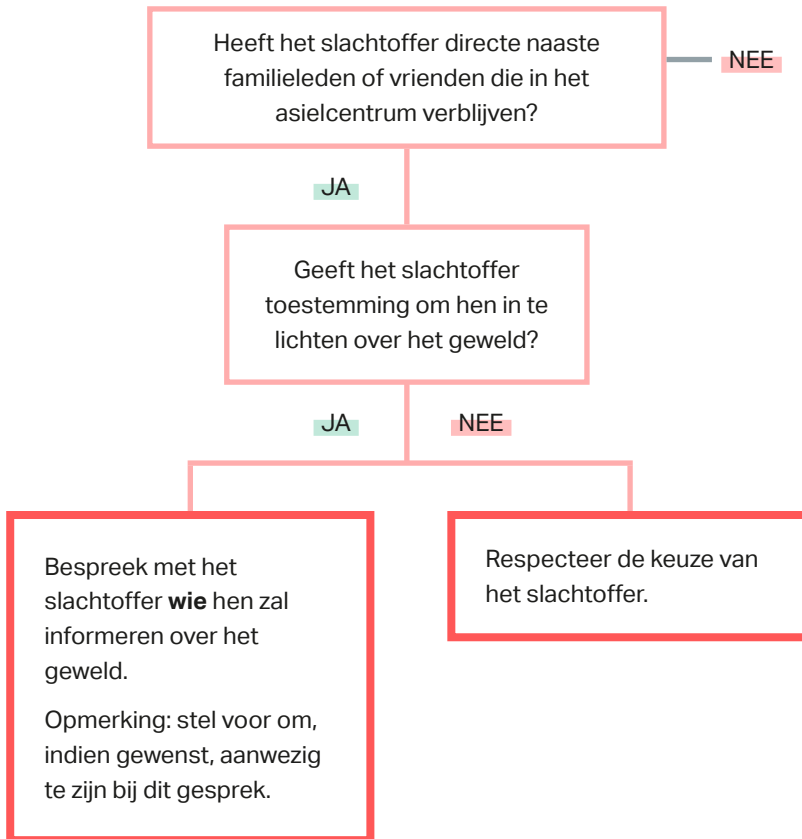 Heeft het slachtoffer directe naaste
familieleden of vrienden die in het
asielcentrum verblijven?
NEE
JA
Geeft het slachtoffer
toestemming om hen in te
lichten over het geweld?
JA
NEE
Bespreek met het
slachtoffer wie hen zal
informeren over het
geweld.
Opmerking: stel voor om,
indien gewenst, aanwezig
te zijn bij dit gesprek.
Respecteer de keuze van
het slachtoffer.